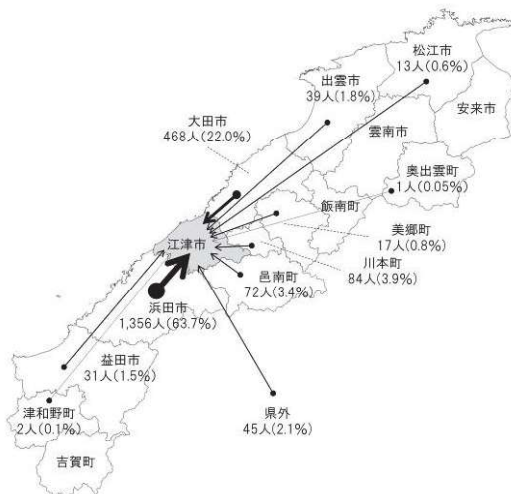 松江市
13人(0.6%)
出雲市
39人(1.8%)
安来市
大田市
468人(22.0%)
雲南市
奥出雲町
1人(0.05%)
飯南町
美郷町
17人(0.8%)
江津市
川本町
84人(3.9%)
邑南町
72人(3.4%)
浜田市
1,356人(63.7%)
益田市
31人(1.5%)
津和野町
2人(0.1%)
県外
45人(2.1%)
吉賀町